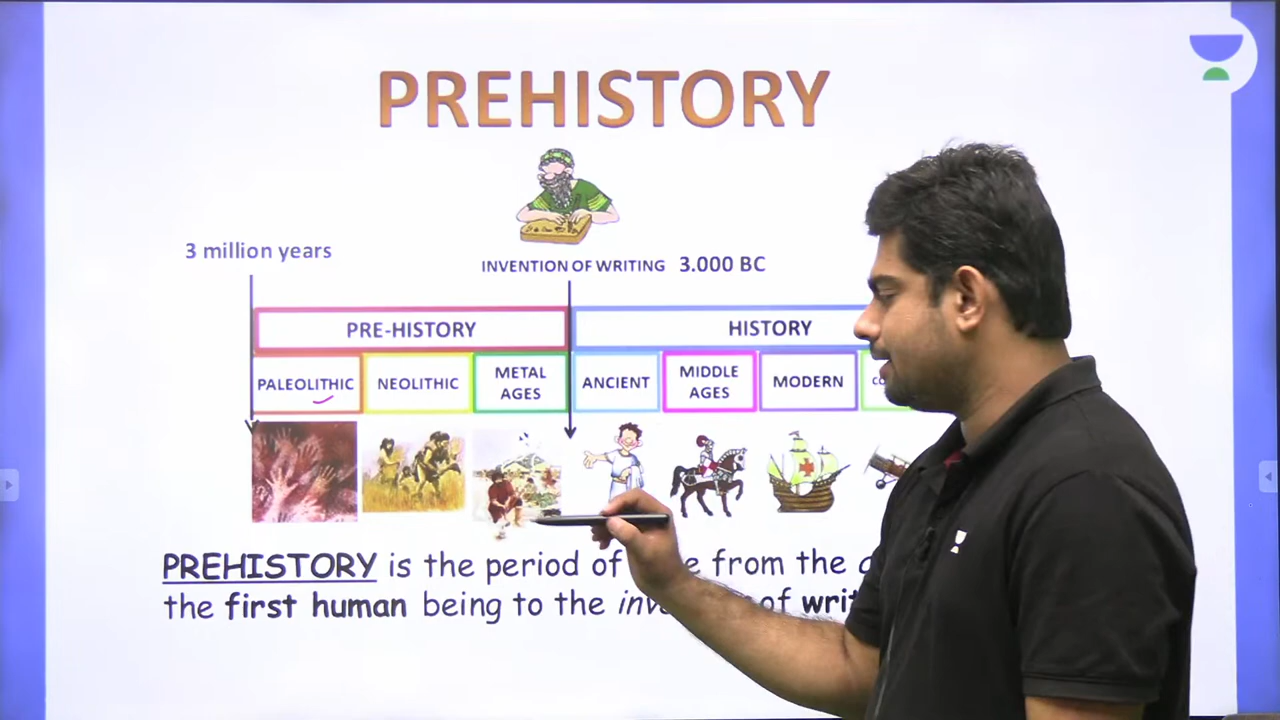 PREHISTORY
3 million years
INVENTION OF WRITING 3.000 BC
PRE-HISTORY HISTORY
PALEOLITHIC NEOLITHIC METAL AGES ANCIENT MIDDLE AGES MODERN
PREHISTORY is the period of from the
the first human being to the of